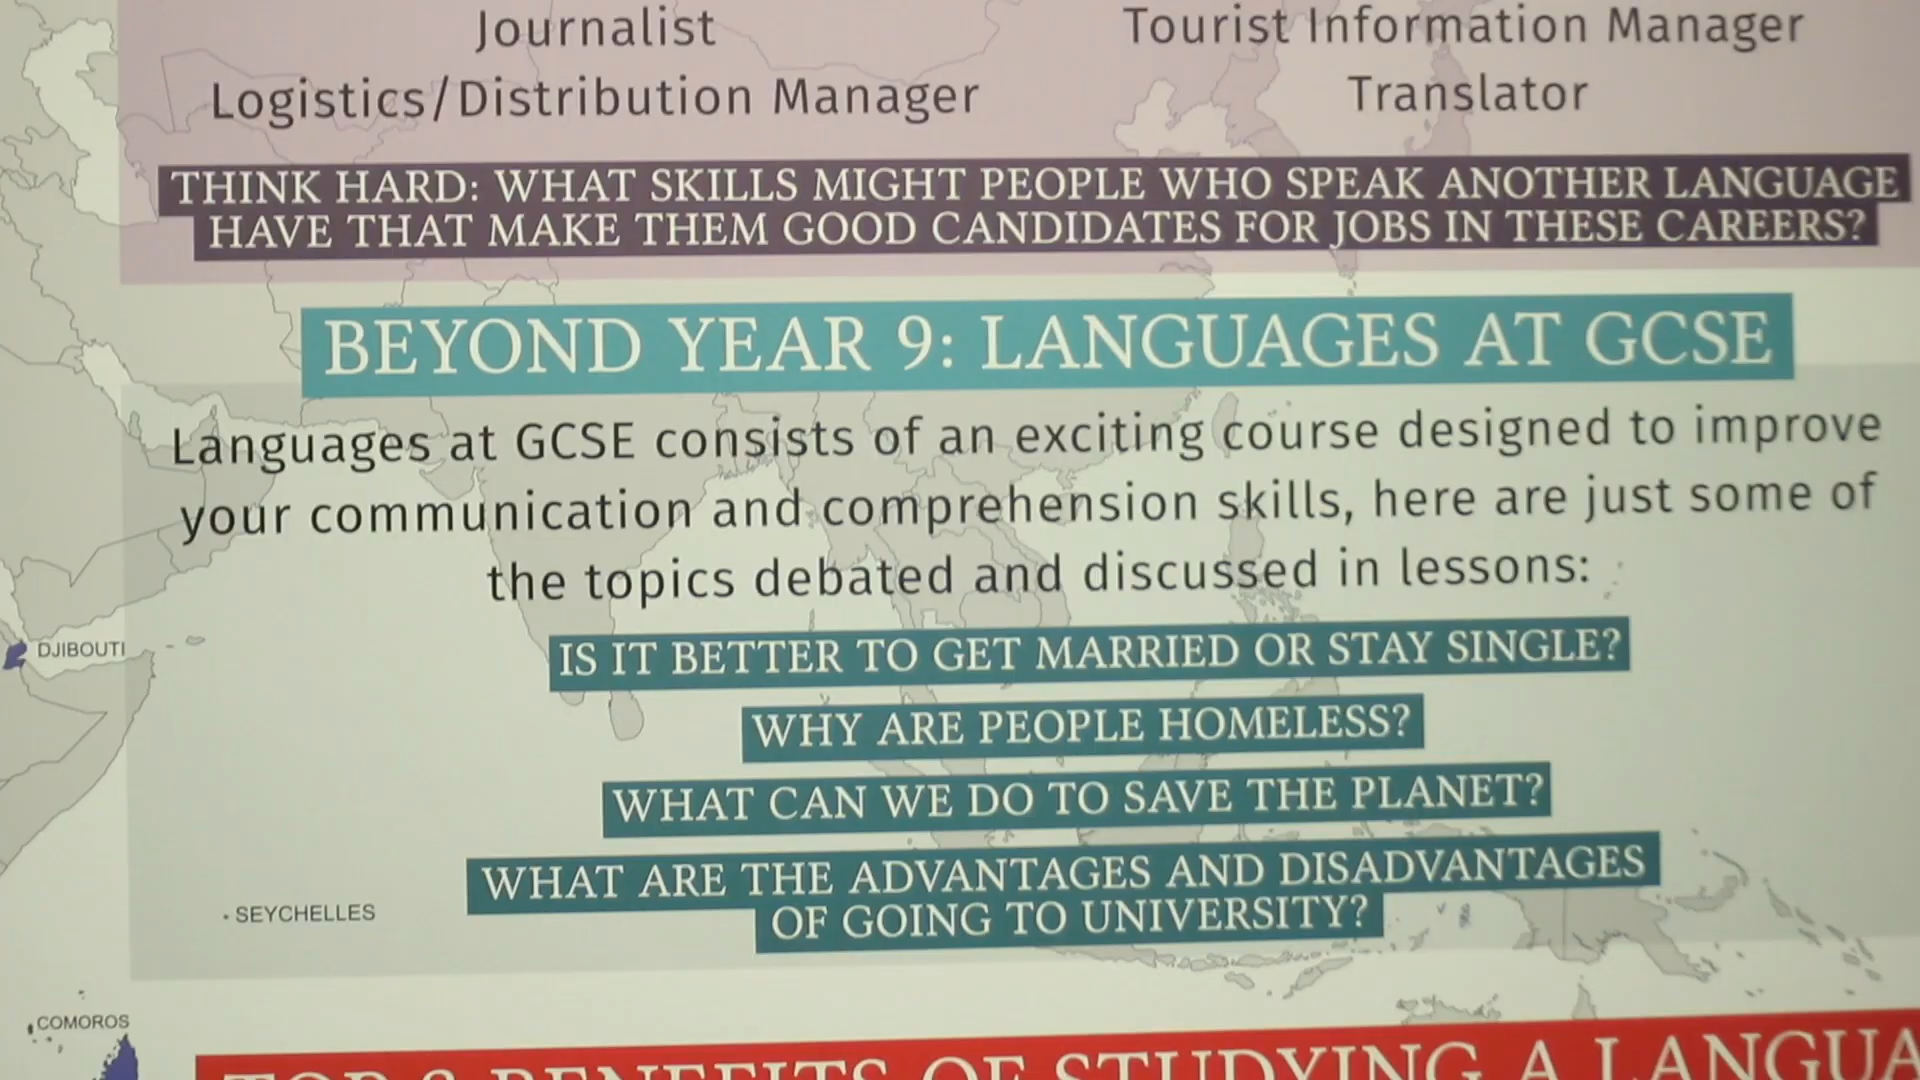 Journalist
Tourist Information Manager
Logistics/Distribution Manager
Translator
THINK HARD: WHAT SKILLS MIGHT PEOPLE WHO SPEAK ANOTHER LANGUAGE
HAVE THAT MAKE THEM GOOD CANDIDATES FOR JOBS IN THESE CAREERS?
BEYOND YEAR 9: LANGUAGES AT GCSE
Languages at GCSE consists of an exciting course designed to improve
your communication and comprehension skills, here are just some of
the topics debated and discussed in lessons:
DJIBOUTI
IS IT BETTER TO GET MARRIED OR STAY SINGLE?
WHY ARE PEOPLE HOMELESS?
WHAT CAN WE DO TO SAVE THE PLANET?
WHAT ARE THE ADVANTAGES AND DISADVANTAGES
OF GOING TO UNIVERSITY?
SEYCHELLES
COMOROS
BENEFITS OF STUDYING A LANGUA